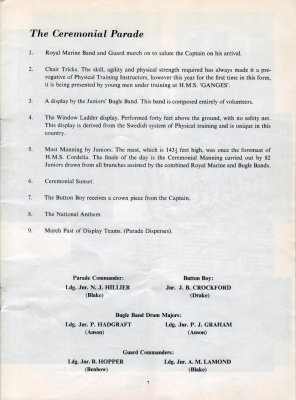 The Ceremonial Parade
1. Royal Marine Band and Guard march on to salute the Captain on his arrival.
2. Chair Tricks. The skill, agility and physical strength required has always made it a pre-
rogative of Physical Training Instructors, however this year for the first time in this form,
it is being presented by young men under training at H.M.S. 'GANGES'.
3. A display by the Juniors' Bugle Band. This band is composed entirely of volunteers.
4. The Window Ladder display. Performed forty feet above the ground, with no safety net.
This display is derived from the Swedish system of Physical training and is unique in this
country.
5. Mast Manning by Juniors. The mast, which is 143½ feet high, was once the foremast of
H.M.S. Cordelia. The finale of the day is the Ceremonial Manning carried out by 82
Juniors drawn from all branches assisted by the combined Royal Marine and Bugle Bands.
6. Ceremonial Sunset.
7. The Button Boy receives a crown piece from the Captain.
8. The National Anthem.
9. March Past of Display Teams. (Parade Disperses).
Parade Commander:
Ldg. Jnr. N. J. HILLIER
(Blake)
Button Boy:
Jnr. J. B. CROCKFORD
(Drake)
Bugle Band Drum Majors:
Ldg. Jnr. P. HADGRAFT
(Anson)
Ldg. Jnr. P. J. GRAHAM
(Anson)
Guard Commanders:
Ldg. Jnr. B. HOPPER
(Benbow)
Ldg. Jnr. A. M. LAMOND
(Blake)
7